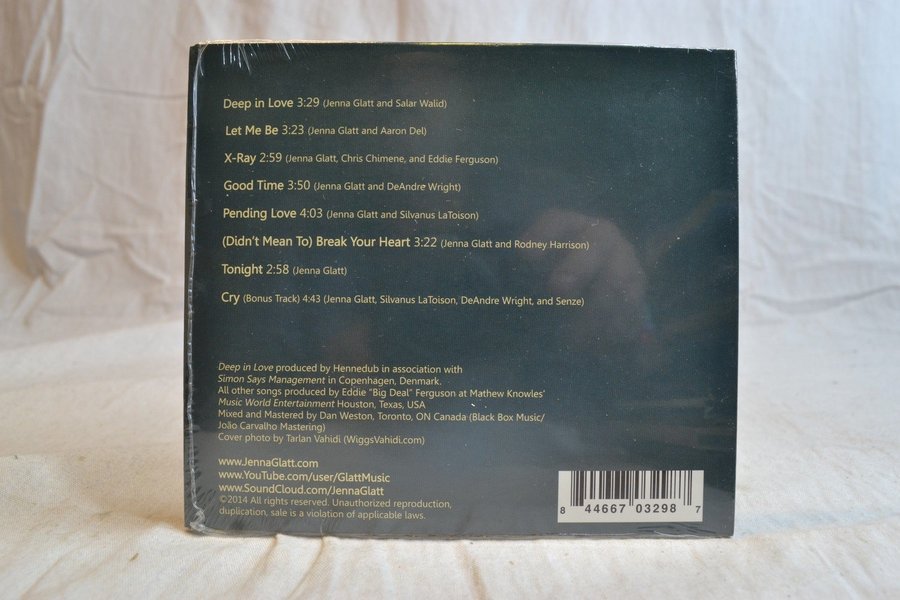 Deep in Love 3:29 (Jenna Glatt and Salar Walid)
Let Me Be 3:23 (Jenna Glatt and Aaron Del)
X-Ray 2:59 (Jenna Glatt, Chris Chimene, and Eddie Ferguson)
Good Time 3:50 (Jenna Glatt and DeAndre Wright)
Pending Love 4:03 (Jenna Glatt and Silvanus LaToison)
(Didn't Mean To) Break Your Heart 3:22 (Jenna Glatt and Rodney Harrison)
Tonight 2:58 (Jenna Glatt)
Cry (Bonus Track) 4:43 (Jenna Glatt, Silvanus LaToison, DeAndre Wright, and Senze)
Deep in Love produced by Hennedub in association with
Simon Says Management in Copenhagen, Denmark.
All other songs produced by Eddie "Big Deal" Ferguson at Mathew Knowles'
Music World Entertainment Houston, Texas, USA
Mixed and Mastered by Dan Weston, Toronto, ON Canada (Black Box Music/
João Carvalho Mastering)
Cover photo by Tarlan Vahidi (WiggsVahidi.com)
www.JennaGlatt.com
www.YouTube.com/user/GlattMusic
www.SoundCloud.com/JennaGlatt
©2014 All rights reserved. Unauthorized reproduction,
duplication, sale is a violation of applicable laws.
8 44667 03298 7